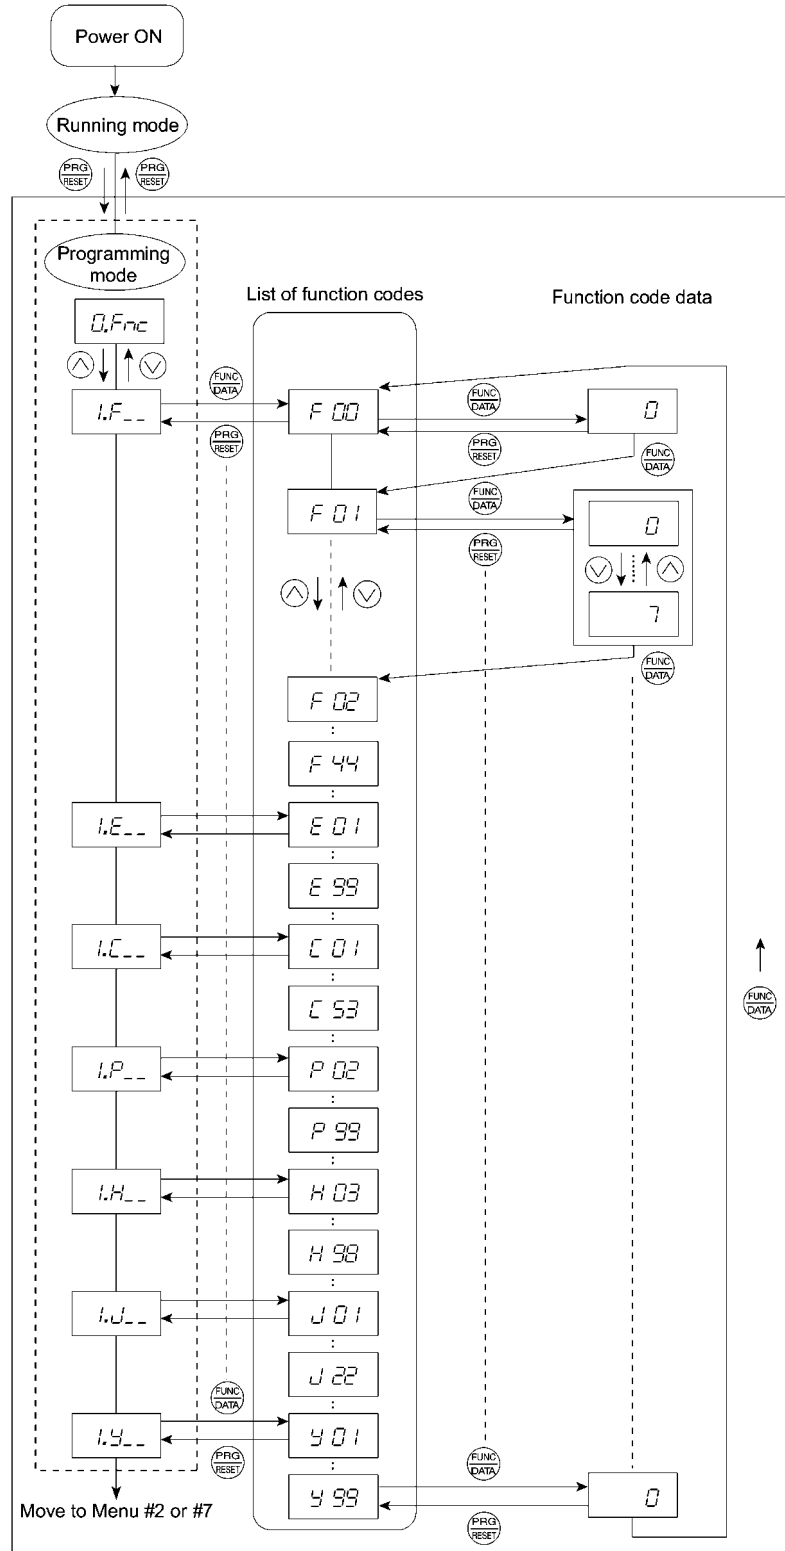 Power ON
Running mode
PRG
RESET
PRG
RESET
Programming
mode
List of function codes
Function code data
0.Fnc
1.F__
FUNC
DATA
PRG
RESET
F 00
FUNC
DATA
PRG
RESET
0
FUNC
DATA
F 01
FUNC
DATA
PRG
RESET
0
7
FUNC
DATA
F 02
:
F 44
:
1.E__
E 01
:
E 99
:
1.C__
C 01
:
C 53
:
FUNC
DATA
1.P__
P 02
:
P 99
:
1.H__
H 03
:
H 98
:
1.J__
J 01
:
J 22
:
FUNC
DATA
1.y__
PRG
RESET
y 01
:
y 99
FUNC
DATA
PRG
RESET
0
Move to Menu #2 or #7